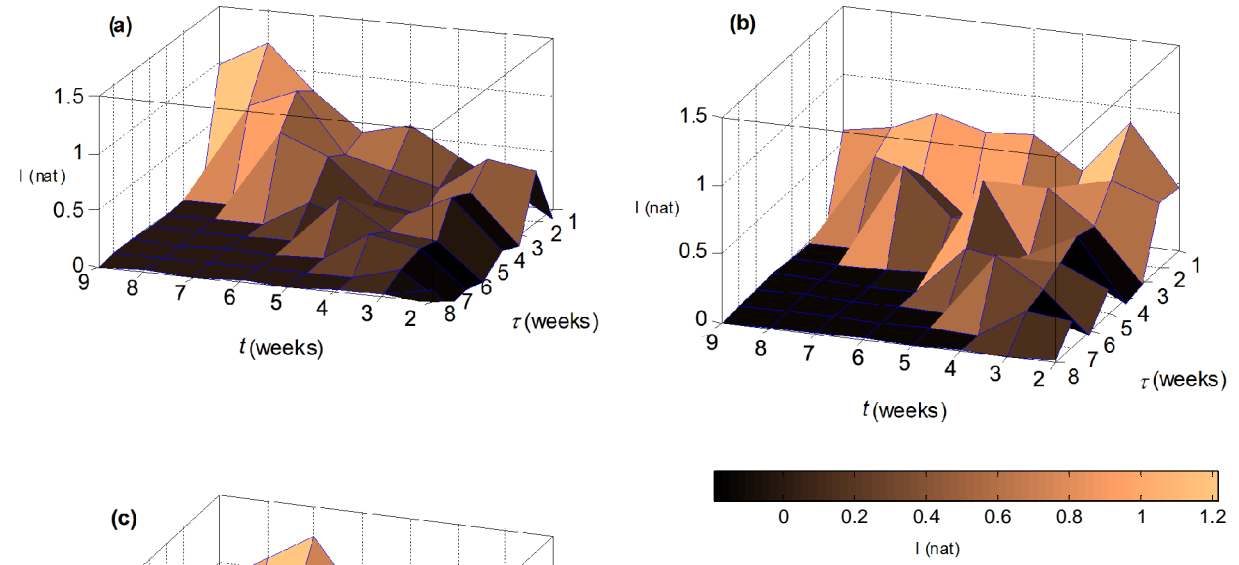 (a)
1.5
1
0.5
0
I (nat)
9 8 7 6 5 4 3 2
t (weeks)
8 7 6 5 4 3 2 1
τ (weeks)
(b)
1.5
1
0.5
0
I (nat)
9 8 7 6 5 4 3 2
t (weeks)
8 7 6 5 4 3 2 1
τ (weeks)
0 0.2 0.4 0.6 0.8 1 1.2
I (nat)
(c)